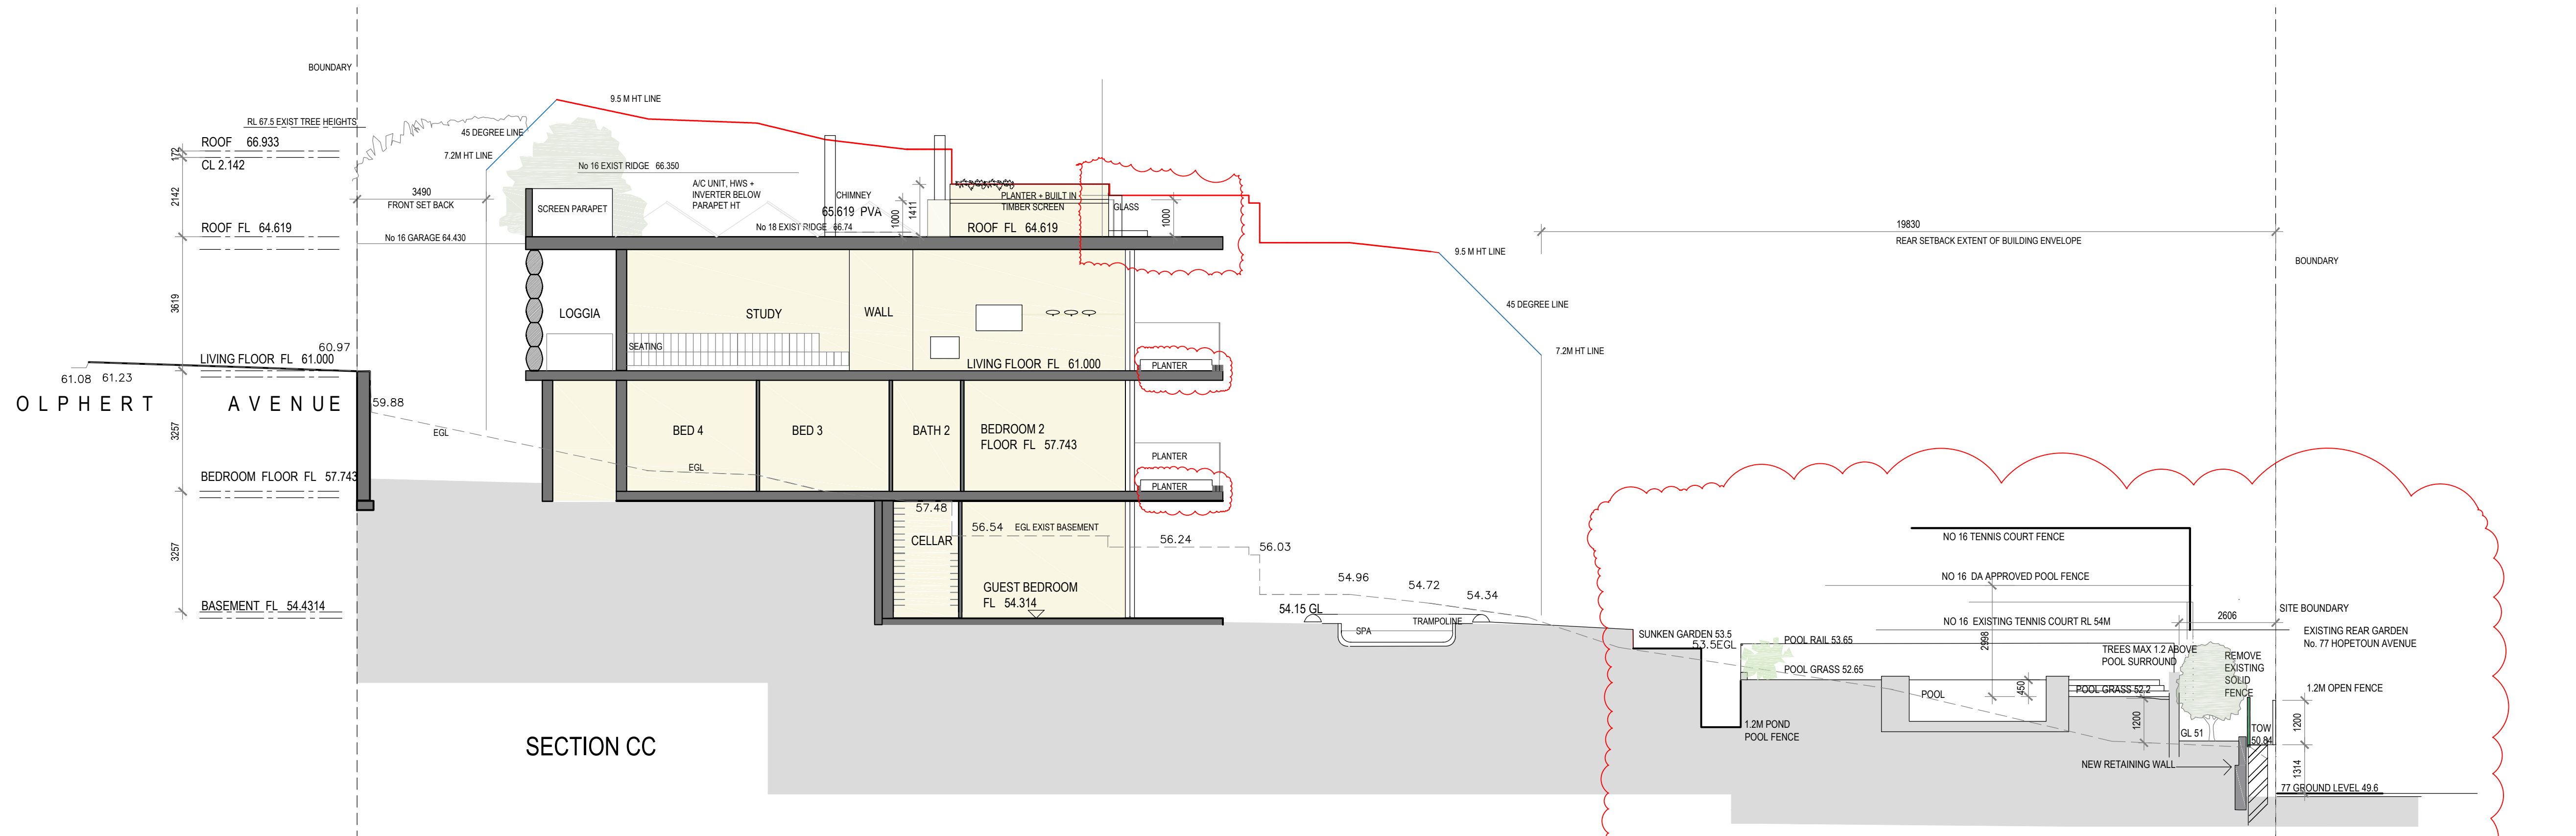 BOUNDARY
RL 67.5 EXIST TREE HEIGHTS
ROOF 66.933
CL 2.142
172
2142
3619
3257
3257
ROOF FL 64.619
LIVING FLOOR FL 61.000
BEDROOM FLOOR FL 57.743
BASEMENT FL 54.4314
61.08 61.23
60.97
59.88
OLPHERT AVENUE
9.5 M HT LINE
45 DEGREE LINE
7.2M HT LINE
3490
FRONT SET BACK
No 16 GARAGE 64.430
No 16 EXIST RIDGE 66.350
SCREEN PARAPET
A/C UNIT, HWS +
INVERTER BELOW
PARAPET HT
CHIMNEY
65.619 PVA
No 18 EXIST RIDGE 66.74
1000
1411
PLANTER + BUILT IN
TIMBER SCREEN
GLASS
1000
ROOF FL 64.619
LOGGIA
STUDY
WALL
SEATING
LIVING FLOOR FL 61.000
PLANTER
EGL
EGL
BED 4
BED 3
BATH 2
BEDROOM 2
FLOOR FL 57.743
PLANTER
PLANTER
57.48
56.54
EGL EXIST BASEMENT
56.24
56.03
CELLAR
GUEST BEDROOM
FL 54.314
SECTION CC
9.5 M HT LINE
45 DEGREE LINE
7.2M HT LINE
19830
REAR SETBACK EXTENT OF BUILDING ENVELOPE
BOUNDARY
54.96
54.72
54.34
54.15 GL
SPA
TRAMPOLINE
SUNKEN GARDEN 53.5
53.5EGL
POOL RAIL 53.65
POOL GRASS 52.65
1.2M POND
POOL FENCE
POOL
NO 16 TENNIS COURT FENCE
NO 16 DA APPROVED POOL FENCE
NO 16 EXISTING TENNIS COURT RL 54M
2998
450
1200
2606
SITE BOUNDARY
EXISTING REAR GARDEN
No. 77 HOPETOUN AVENUE
TREES MAX 1.2 ABOVE
POOL SURROUND
REMOVE
EXISTING
SOLID
FENCE
POOL GRASS 52.2
1.2M OPEN FENCE
1200
1314
GL 51
TOW
50.84
NEW RETAINING WALL
77 GROUND LEVEL 49.6